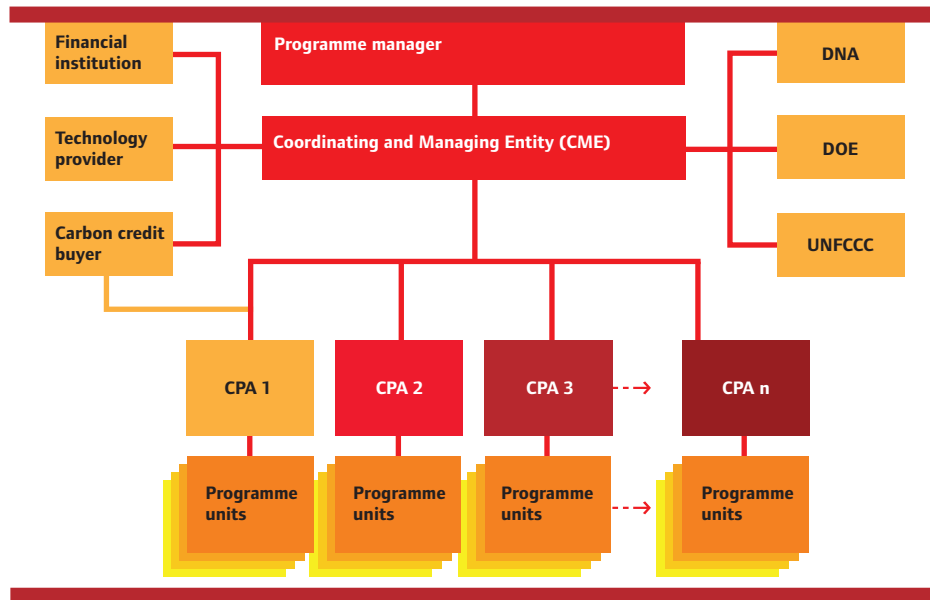 Financial
institution
Programme manager
DNA
Technology
provider
Coordinating and Managing Entity (CME)
DOE
Carbon credit
buyer
UNFCCC
CPA 1
CPA 2
CPA 3
CPA n
Programme
units
Programme
units
Programme
units
Programme
units